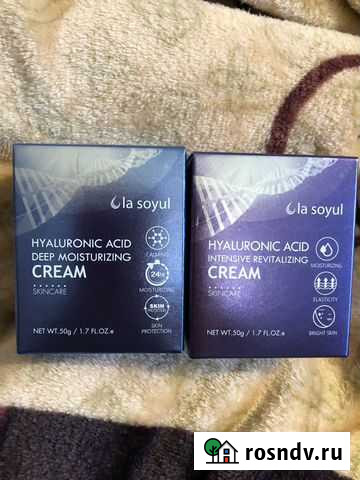 la soyul
HYALURONIC ACID
DEEP MOISTURIZING
CREAM
SKINCARE
CALMING
24Hr
MOISTURIZING
SKIN
SKIN
PROTECTION
NET WT.50g / 1.7 FL.OZ.e
la soyul
HYALURONIC ACID
INTENSIVE REVITALIZING
CREAM
SKINCARE
MOISTURIZING
ELASTICITY
BRIGHT SKIN
NET WT.50g / 1.7 FL.OZ.e
rosndv.ru